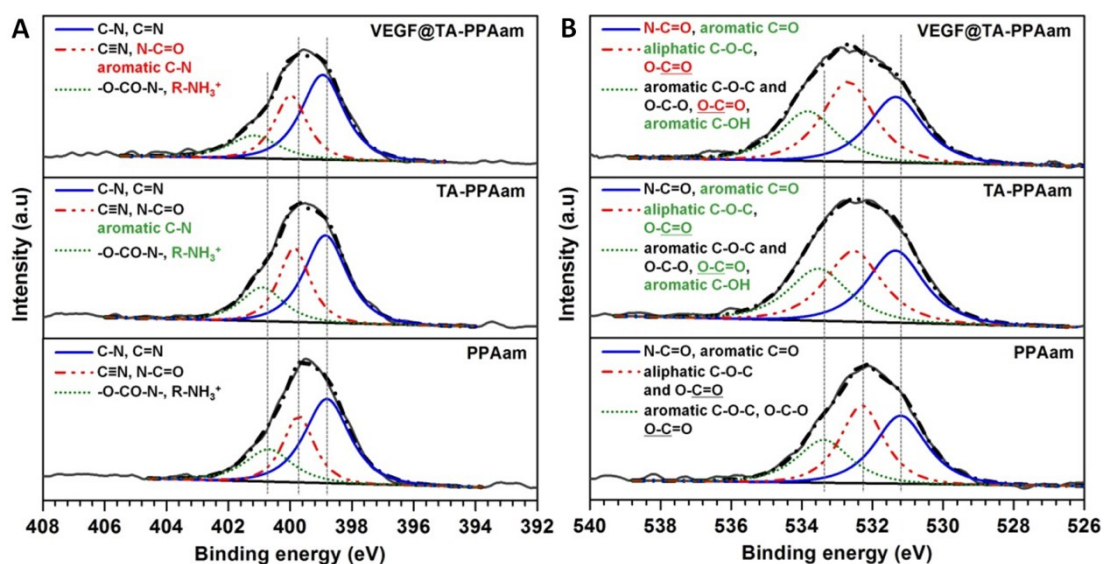 A
C-N, C=N
VEGF@TA-PPAam
C≡N, N-C=O
aromatic C-N
-O-CO-N-, R-NH₃⁺
C-N, C=N
TA-PPAam
C≡N, N-C=O
aromatic C-N
-O-CO-N-, R-NH₃⁺
C-N, C=N
PPAam
C≡N, N-C=O
-O-CO-N-, R-NH₃⁺
Intensity (a.u)
408 406 404 402 400 398 396 394 392
Binding energy (eV)
B
N-C=O, aromatic C=O
VEGF@TA-PPAam
aliphatic C-O-C,
O-C=O
aromatic C-O-C and
O-C-O, O-C=O,
aromatic C-OH
N-C=O, aromatic C=O
TA-PPAam
aliphatic C-O-C,
O-C=O
aromatic C-O-C and
O-C-O, O-C=O,
aromatic C-OH
N-C=O, aromatic C=O
PPAam
aliphatic C-O-C
and O-C=O
aromatic C-O-C, O-C-O
O-C=O
Intensity (a.u)
540 538 536 534 532 530 528 526
Binding energy (eV)